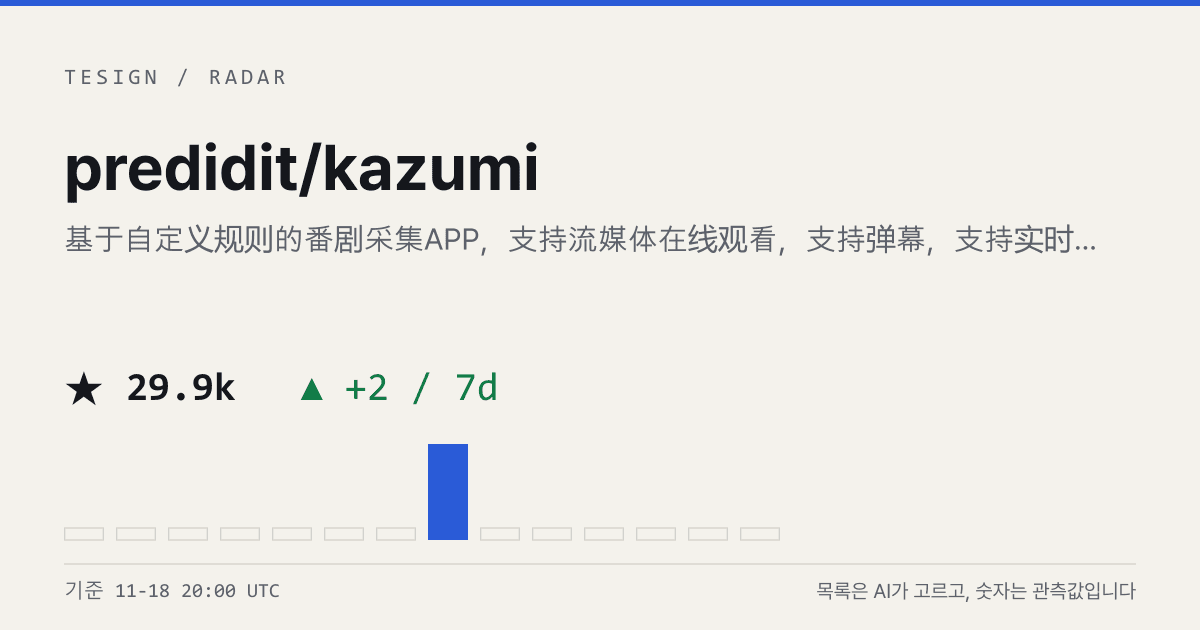 TESIGN / RADAR
predidit/kazumi
基于自定义规则的番剧采集APP，支持流媒体在线观看，支持弹幕，支持实时...
★ 29.9k ▲ +2 / 7d
기준 11-18 20:00 UTC
목록은 AI가 고르고, 숫자는 관측값입니다